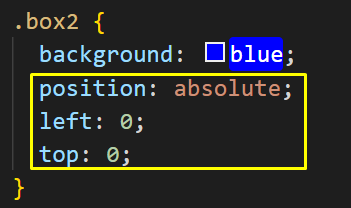 .box2 {
background: blue;
position: absolute;
left: 0;
top: 0;
}